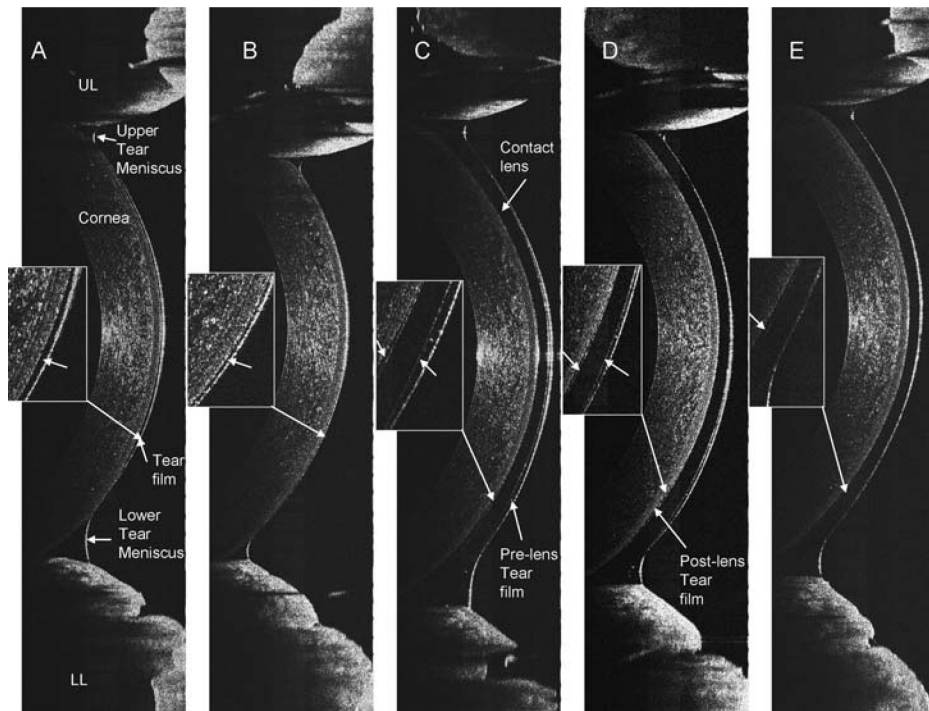 A
B
C
D
E
UL
Upper
Tear
Meniscus
Contact
lens
Cornea
Tear
film
Lower
Tear
Meniscus
Pre-lens
Tear
film
Post-lens
Tear
film
LL